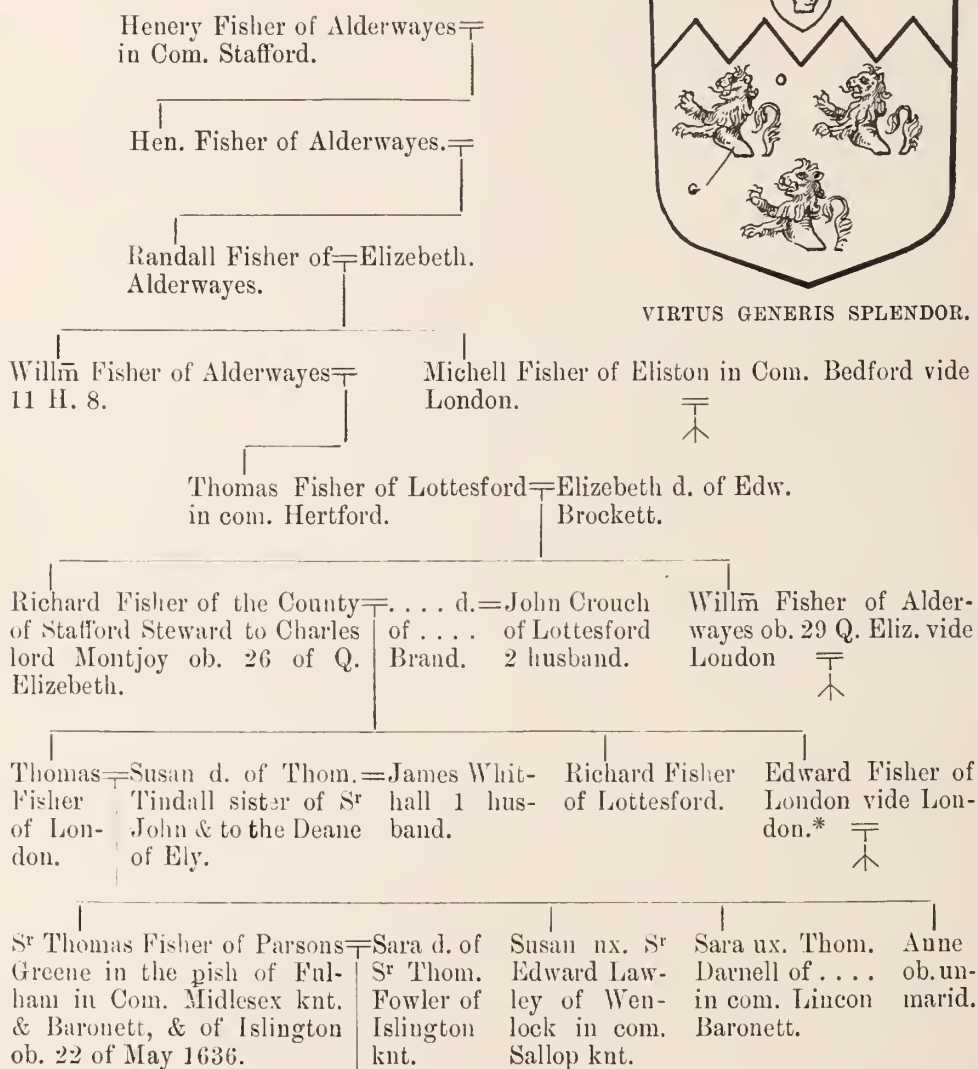 Henery Fisher of Alderwayes
in Com. Stafford.
Hen. Fisher of Alderwayes.
Randall Fisher of
Alderwayes.
Elizebeth.
O
G
VIRTUS GENERIS SPLENDOR.
Willm̄ Fisher of Alderwayes
11 H. 8.
Michell Fisher of Eliston in Com. Bedford vide
London.
Thomas Fisher of Lottesford
in com. Hertford.
Elizebeth d. of Edw.
Brockett.
Richard Fisher of the County
of Stafford Steward to Charles
lord Montjoy ob. 26 of Q.
Elizebeth.
. . . . d.
of . . . .
Brand.
John Crouch
of Lottesford
2 husband.
Willm̄ Fisher of Alder-
wayes ob. 29 Q. Eliz. vide
London
Thomas
Fisher
of Lon-
don.
Susan d. of Thom.
Tindall sister of Sʳ
John & to the Deane
of Ely.
James Whit-
hall 1 hus-
band.
Richard Fisher
of Lottesford.
Edward Fisher of
London vide Lon-
don.*
Sʳ Thomas Fisher of Parsons
Greene in the pish of Ful-
ham in Com. Midlesex knt.
& Baronett, & of Islington
ob. 22 of May 1636.
Sara d. of
Sʳ Thom.
Fowler of
Islington
knt.
Susan ux. Sʳ
Edward Law-
ley of Wen-
lock in com.
Sallop knt.
Sara ux. Thom.
Darnell of . . . .
in com. Lincon
Baronett.
Anne
ob. un-
marid.